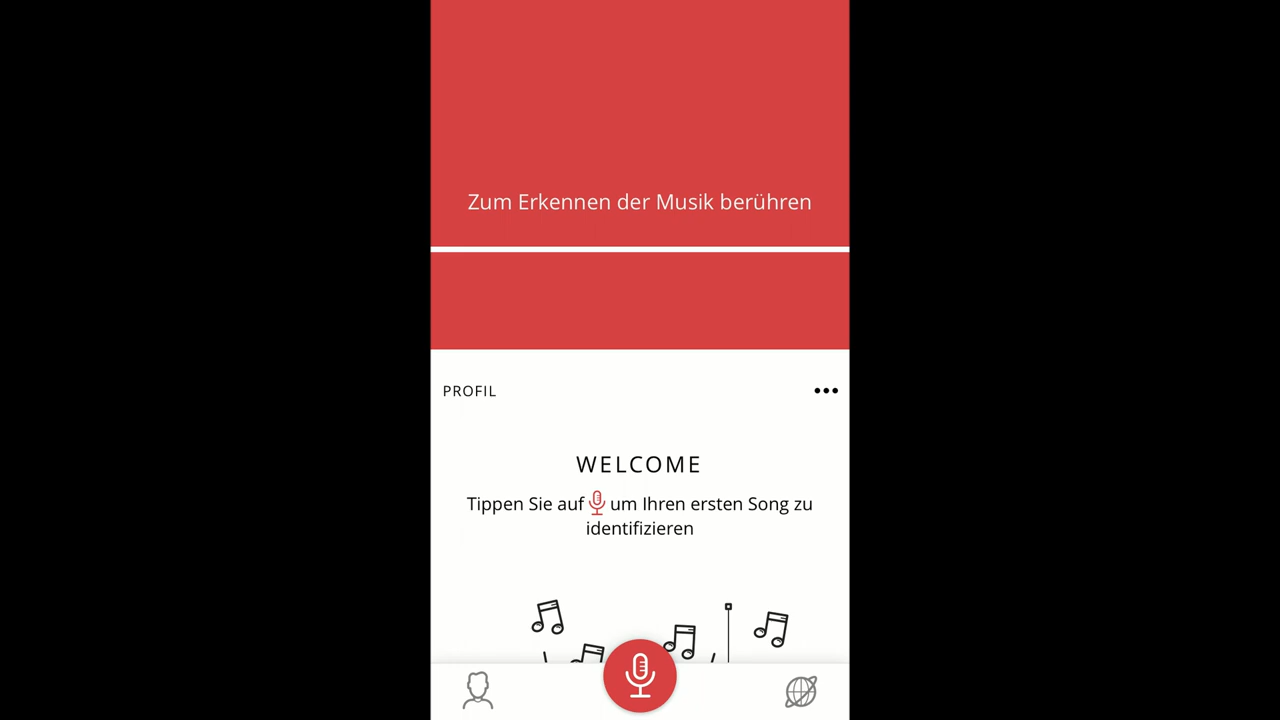 Zum Erkennen der Musik berühren
PROFIL
WELCOME
Tippen Sie auf um Ihren ersten Song zu
identifizieren